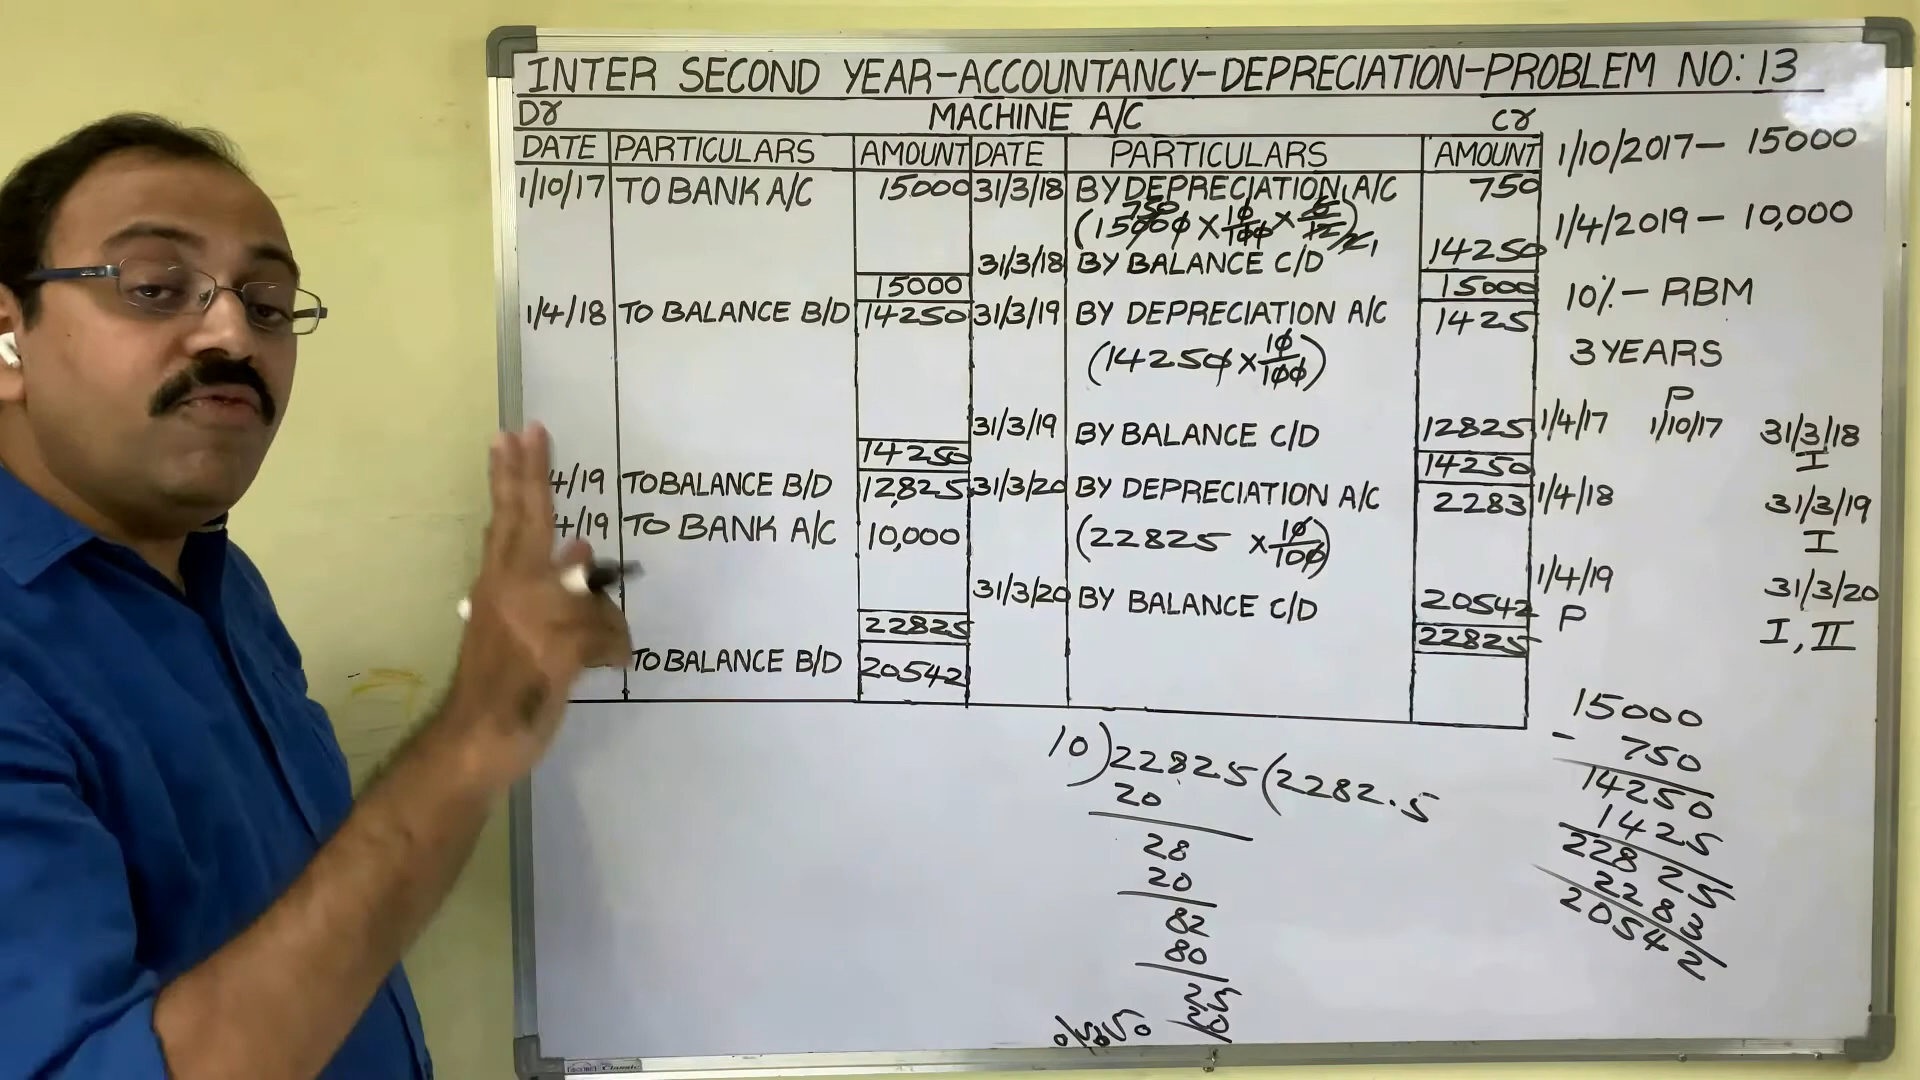 INTER SECOND YEAR-ACCOUNTANCY-DEPRECIATION-PROBLEM NO: 13
Dr MACHINE A/C Cr
DATE PARTICULARS AMOUNT DATE PARTICULARS AMOUNT
1/10/17 TO BANK A/C 15000 31/3/18 BY DEPRECIATION A/C 750
750
(15000 × 10/100 × 6/12)
31/3/18 BY BALANCE C/D 14250
15000 15000
1/4/18 TO BALANCE B/D 14250 31/3/19 BY DEPRECIATION A/C 1425
(14250 × 10/100)
31/3/19 BY BALANCE C/D 12825
14250 14250
4/19 TO BALANCE B/D 12,825 31/3/20 BY DEPRECIATION A/C 2283
4/19 TO BANK A/C 10,000 (22825 × 10/100)
31/3/20 BY BALANCE C/D 20542
22825 22825
TO BALANCE B/D 20542
1/10/2017 - 15000
1/4/2019 - 10,000
10% - RBM
3 YEARS
P
1/4/17 1/10/17 31/3/18
I
1/4/18 31/3/19
I
1/4/19 31/3/20
P I, II
10)22825(2282.5
20
28
20
82
80
25
20
15000
- 750
14250
1425
22825
2283
20542